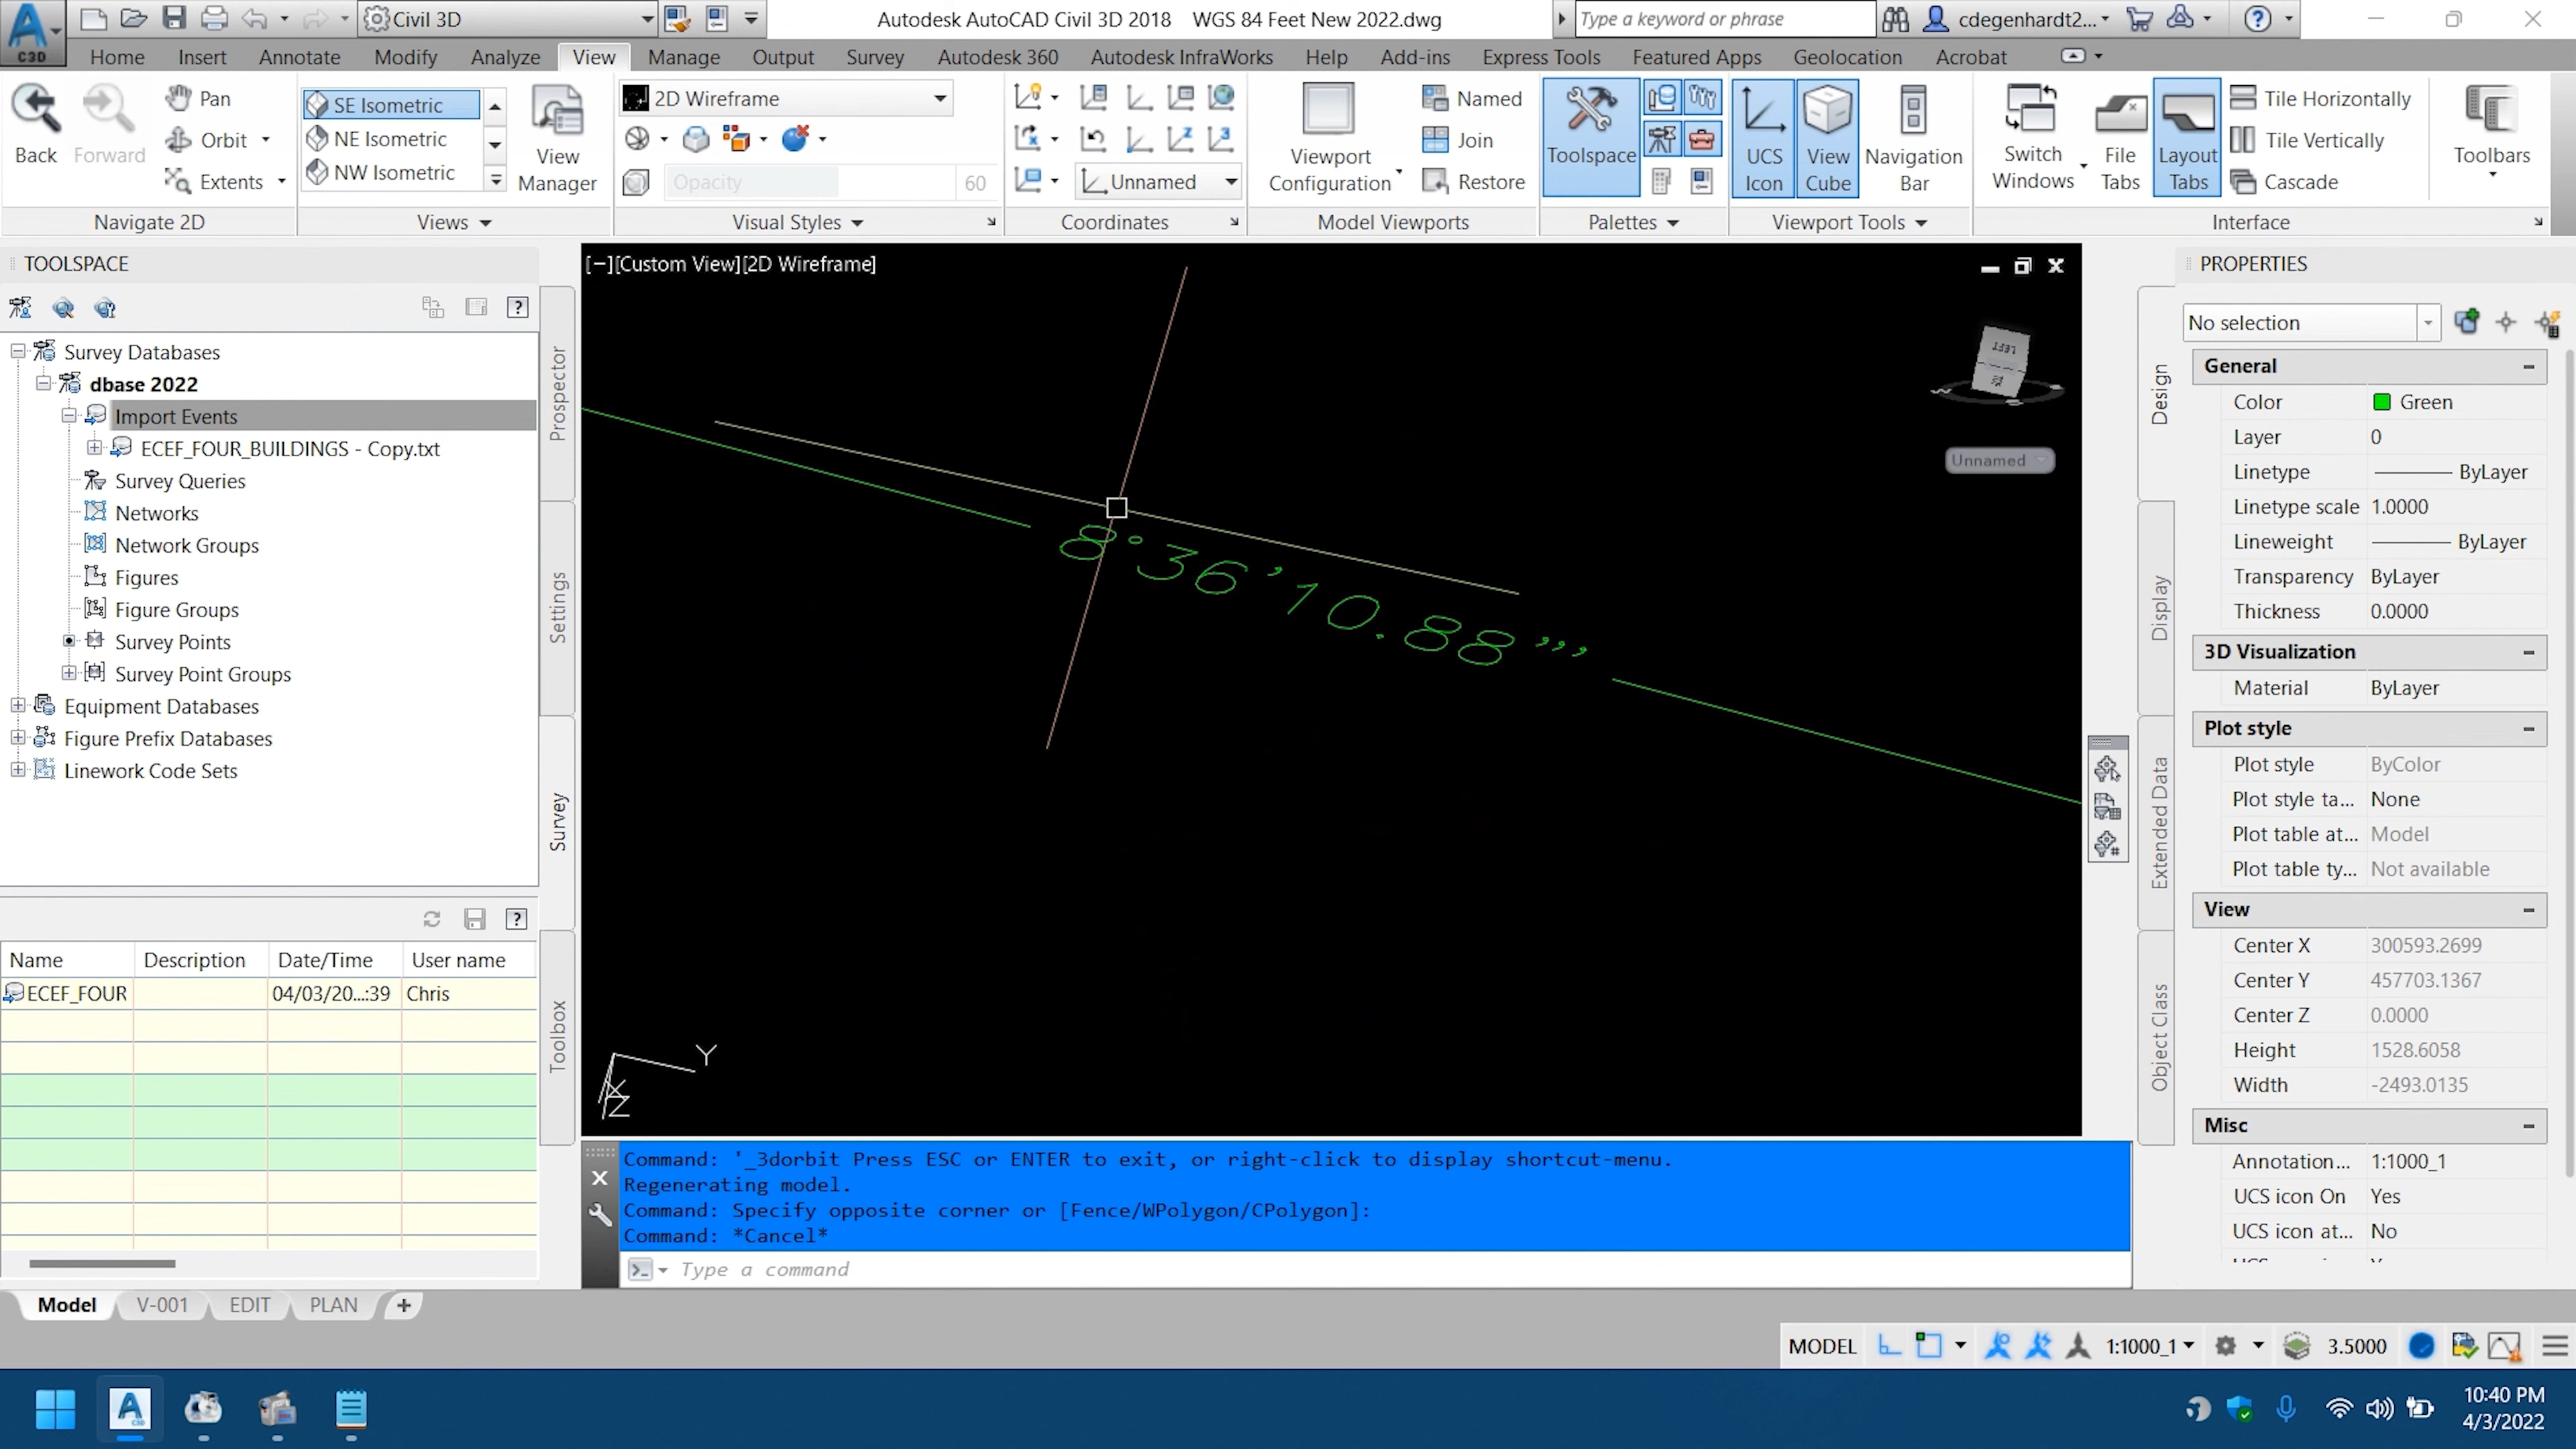 Civil 3D
Autodesk AutoCAD Civil 3D 2018 WGS 84 Feet New 2022.dwg
Type a keyword or phrase
cdegenhardt2...
C3D
Home Insert Annotate Modify Analyze View Manage Output Survey Autodesk 360 Autodesk InfraWorks Help Add-ins Express Tools Featured Apps Geolocation Acrobat
Back
Forward
Pan
Orbit
Extents
Navigate 2D
SE Isometric
NE Isometric
NW Isometric
View Manager
Views
2D Wireframe
Opacity 60
Visual Styles
Unnamed
Coordinates
Viewport Configuration
Named
Join
Restore
Model Viewports
Toolspace
Palettes
UCS Icon
View Cube
Navigation Bar
Viewport Tools
Switch Windows
File Tabs
Layout Tabs
Tile Horizontally
Tile Vertically
Cascade
Interface
Toolbars
TOOLSPACE
Survey Databases
dbase 2022
Import Events
ECEF_FOUR_BUILDINGS - Copy.txt
Survey Queries
Networks
Network Groups
Figures
Figure Groups
Survey Points
Survey Point Groups
Equipment Databases
Figure Prefix Databases
Linework Code Sets
Prospector
Settings
Survey
Toolbox
Name Description Date/Time User name
ECEF_FOUR 04/03/20...:39 Chris
[−][Custom View][2D Wireframe]
LEFT
Unnamed
8°36'10.88"'
Y
X
Z
Command: '_3dorbit Press ESC or ENTER to exit, or right-click to display shortcut-menu.
Regenerating model.
Command: Specify opposite corner or [Fence/WPolygon/CPolygon]:
Command: *Cancel*
Type a command
PROPERTIES
No selection
Design
Display
Extended Data
Object Class
General
Color Green
Layer 0
Linetype ByLayer
Linetype scale 1.0000
Lineweight ByLayer
Transparency ByLayer
Thickness 0.0000
3D Visualization
Material ByLayer
Plot style
Plot style ByColor
Plot style ta... None
Plot table at... Model
Plot table ty... Not available
View
Center X 300593.2699
Center Y 457703.1367
Center Z 0.0000
Height 1528.6058
Width -2493.0135
Misc
Annotation... 1:1000_1
UCS icon On Yes
UCS icon at... No
Model V-001 EDIT PLAN +
MODEL 1:1000_1 3.5000
10:40 PM
4/3/2022